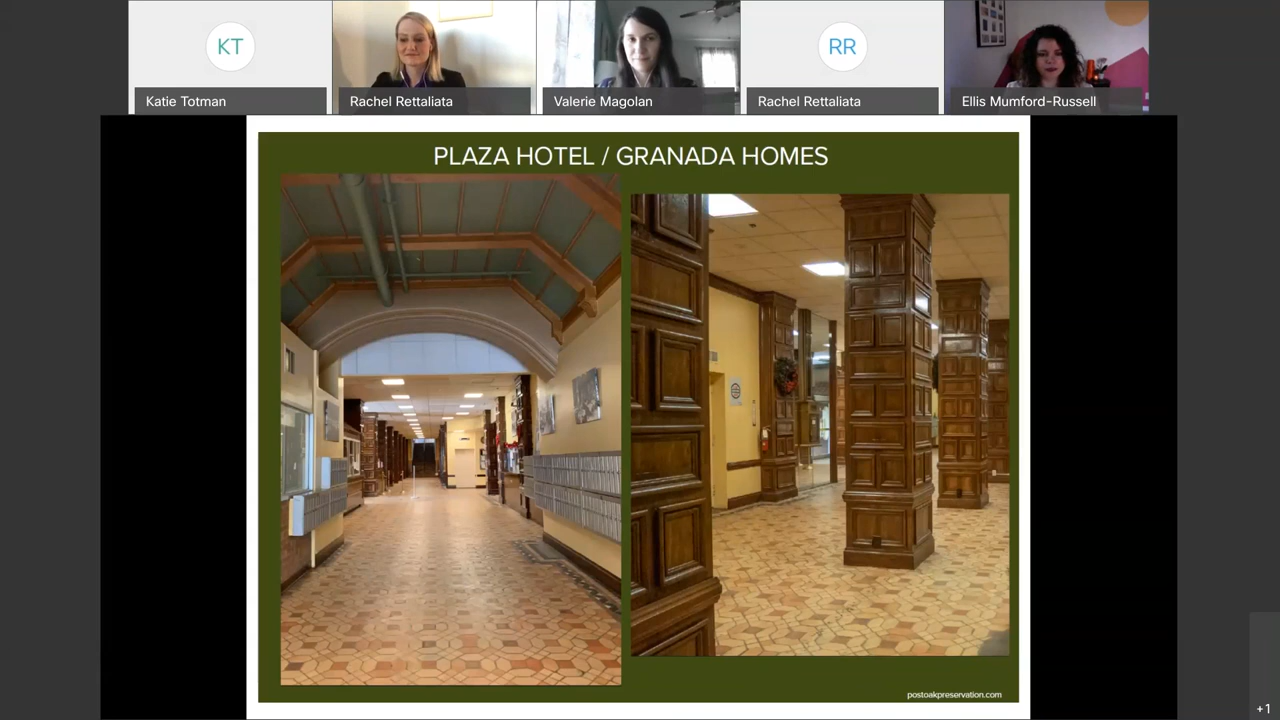 KT
Katie Totman
Rachel Rettaliata
Valerie Magolan
RR
Rachel Rettaliata
Ellis Mumford-Russell
PLAZA HOTEL / GRANADA HOMES
postoakpreservation.com
+1